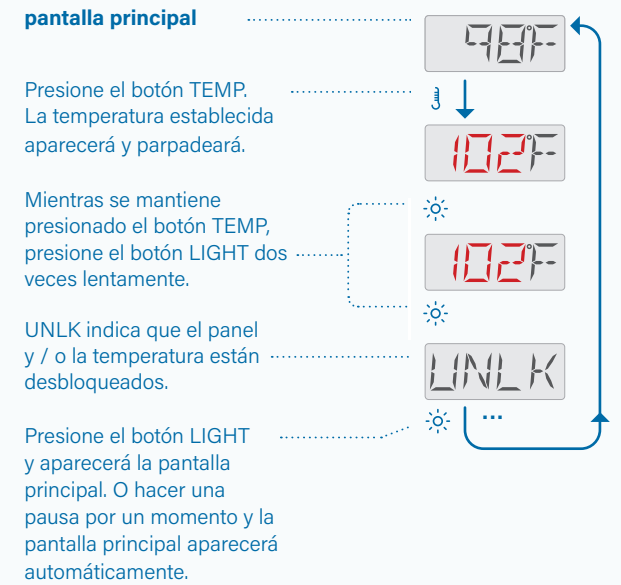 pantalla principal
98°F
Presione el botón TEMP.
La temperatura establecida
aparecerá y parpadeará.
102°F
Mientras se mantiene
presionado el botón TEMP,
presione el botón LIGHT dos
veces lentamente.
102°F
UNLK indica que el panel
y / o la temperatura están
desbloqueados.
UNLK
...
Presione el botón LIGHT
y aparecerá la pantalla
principal. O hacer una
pausa por un momento y la
pantalla principal aparecerá
automáticamente.